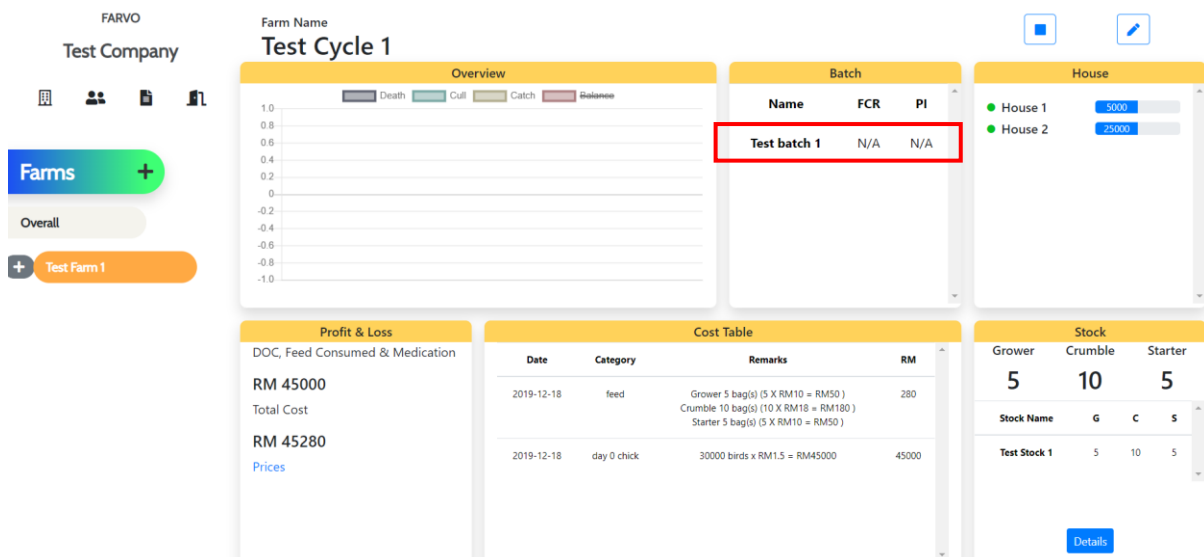 FARVO
Test Company
Farms +
Overall
+ Test Farm 1
Farm Name
Test Cycle 1
Overview
Death Cull Catch Balance
1.0
0.8
0.6
0.4
0.2
0
-0.2
-0.4
-0.6
-0.8
-1.0
Batch
Name FCR PI
Test batch 1 N/A N/A
House
House 1 5000
House 2 25000
Profit & Loss
DOC, Feed Consumed & Medication
RM 45000
Total Cost
RM 45280
Prices
Cost Table
Date Category Remarks RM
2019-12-18 feed Grower 5 bag(s) (5 X RM10 = RM50 ) 280
Crumble 10 bag(s) (10 X RM18 = RM180 )
Starter 5 bag(s) (5 X RM10 = RM50 )
2019-12-18 day 0 chick 30000 birds x RM1.5 = RM45000 45000
Stock
Grower Crumble Starter
5 10 5
Stock Name G C S
Test Stock 1 5 10 5
Details